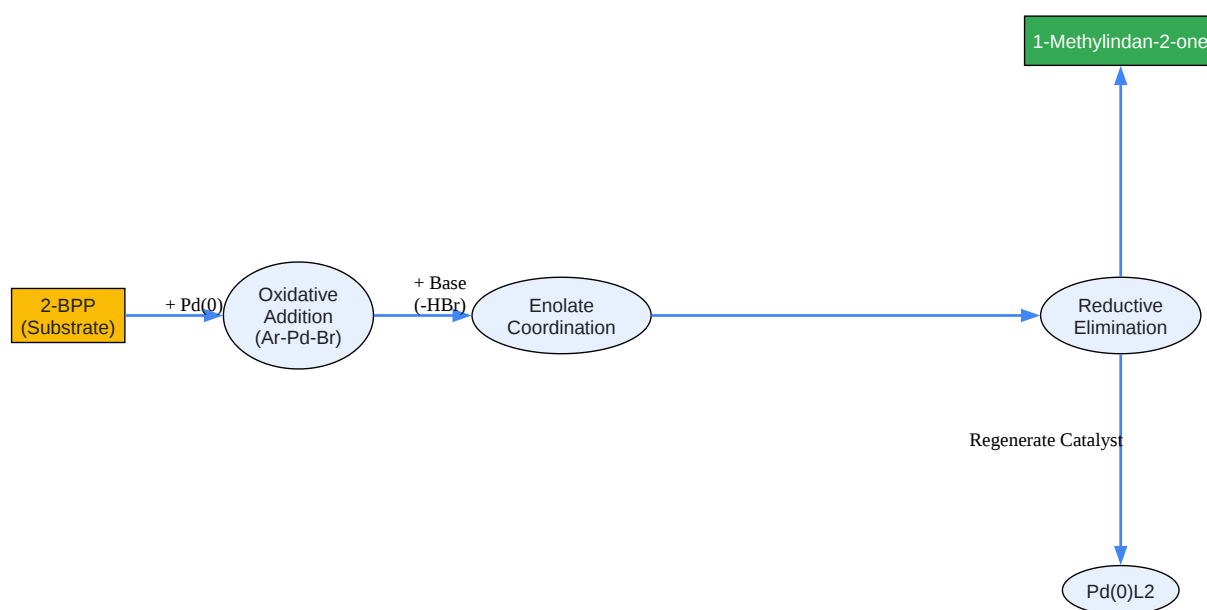 1-Methylindan-2-one
2-BPP
(Substrate)
+ Pd(0)
Oxidative
Addition
(Ar-Pd-Br)
+ Base
(-HBr)
Enolate
Coordination
Reductive
Elimination
Regenerate Catalyst
Pd(0)L2